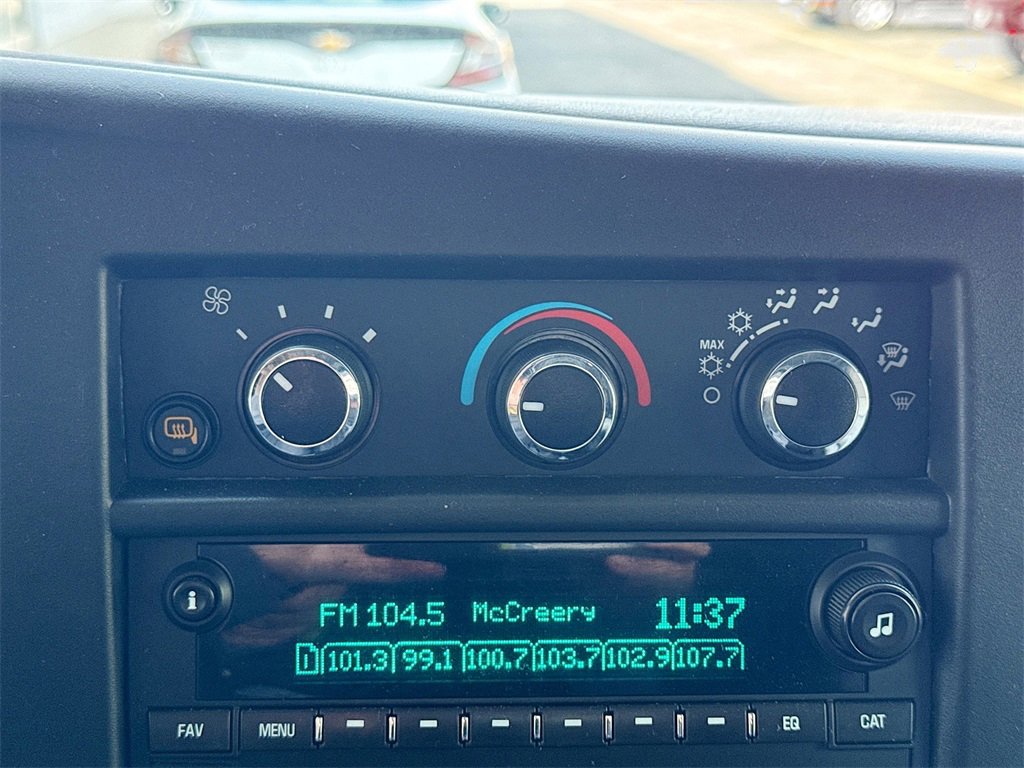 MAX
i
FM 104.5 McCreery 11:37
D 101.3 99.1 100.7 103.7 102.9 107.7
FAV MENU EQ CAT